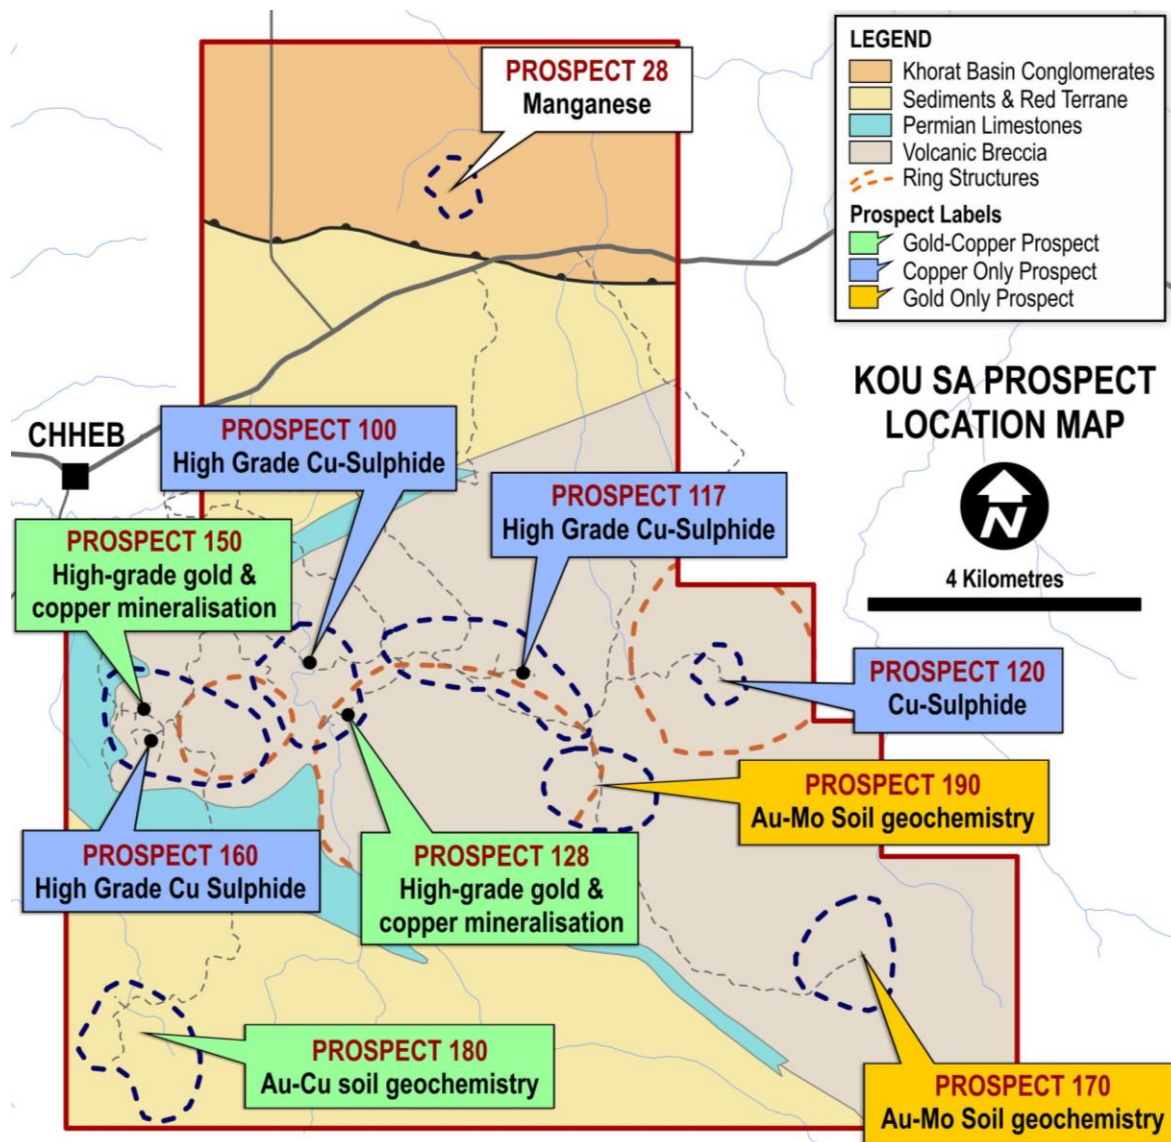 PROSPECT 28
Manganese
LEGEND
Khorat Basin Conglomerates
Sediments & Red Terrane
Permian Limestones
Volcanic Breccia
Ring Structures
Prospect Labels
Gold-Copper Prospect
Copper Only Prospect
Gold Only Prospect
KOU SA PROSPECT
LOCATION MAP
N
4 Kilometres
CHHEB
PROSPECT 100
High Grade Cu-Sulphide
PROSPECT 117
High Grade Cu-Sulphide
PROSPECT 150
High-grade gold &
copper mineralisation
PROSPECT 120
Cu-Sulphide
PROSPECT 190
Au-Mo Soil geochemistry
PROSPECT 160
High Grade Cu Sulphide
PROSPECT 128
High-grade gold &
copper mineralisation
PROSPECT 180
Au-Cu soil geochemistry
PROSPECT 170
Au-Mo Soil geochemistry